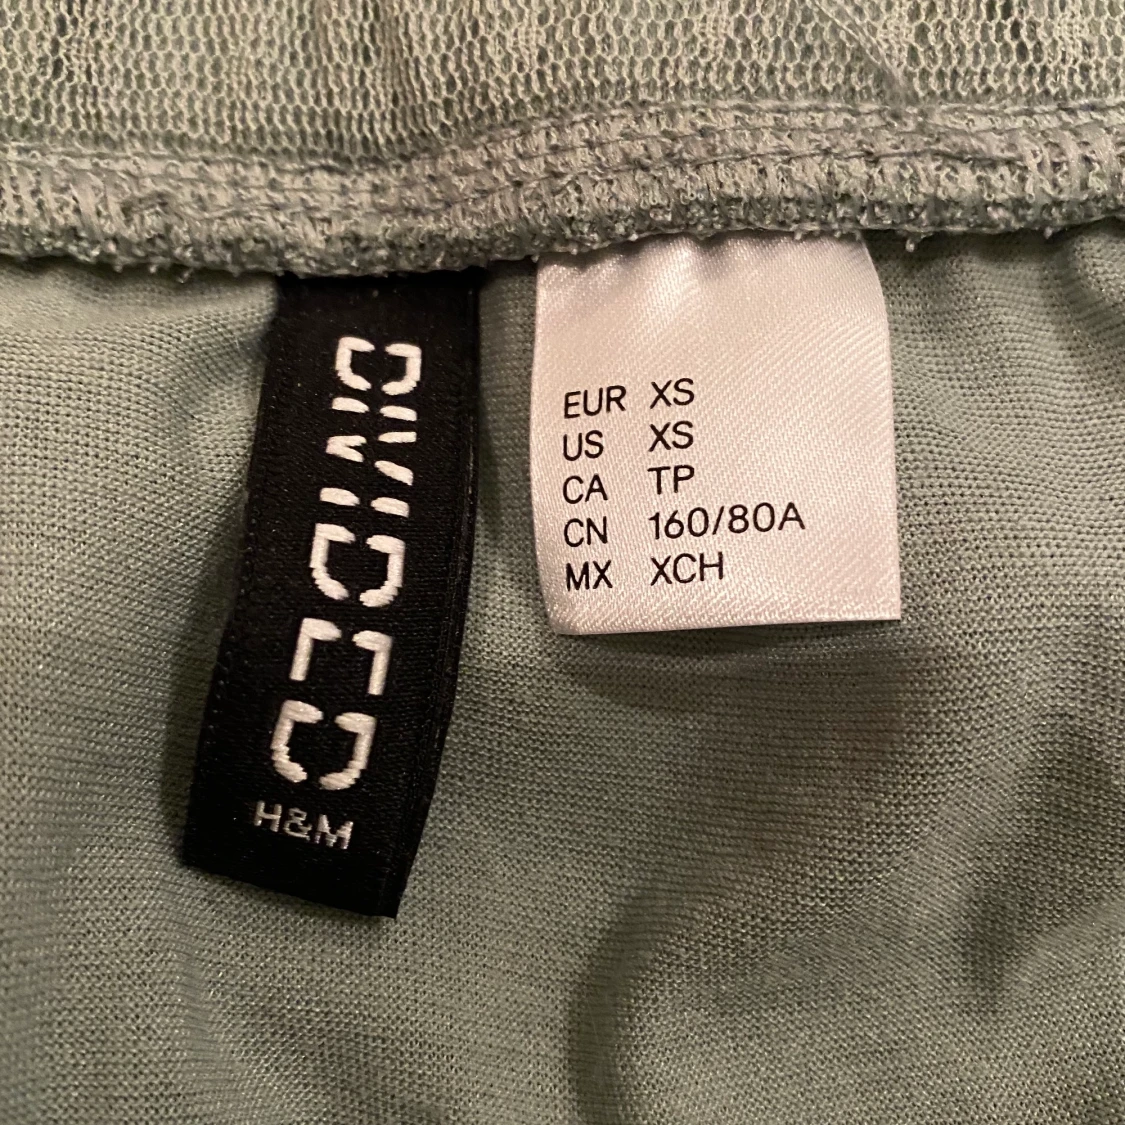 DIVIDED
H&M
EUR XS
US XS
CA TP
CN 160/80A
MX XCH